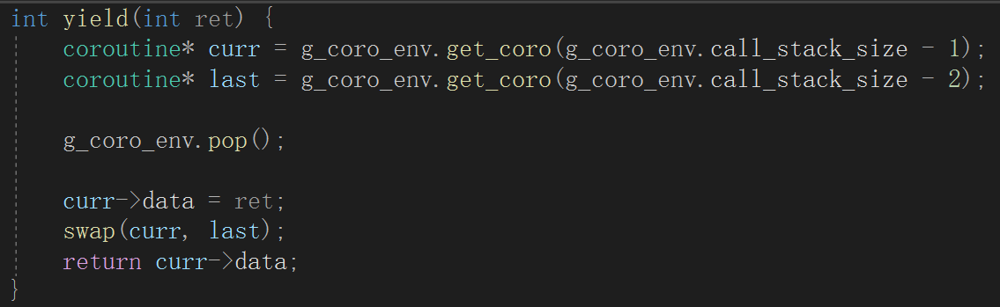 int yield(int ret) {
    coroutine* curr = g_coro_env.get_coro(g_coro_env.call_stack_size - 1);
    coroutine* last = g_coro_env.get_coro(g_coro_env.call_stack_size - 2);
    g_coro_env.pop();
    curr->data = ret;
    swap(curr, last);
    return curr->data;
}